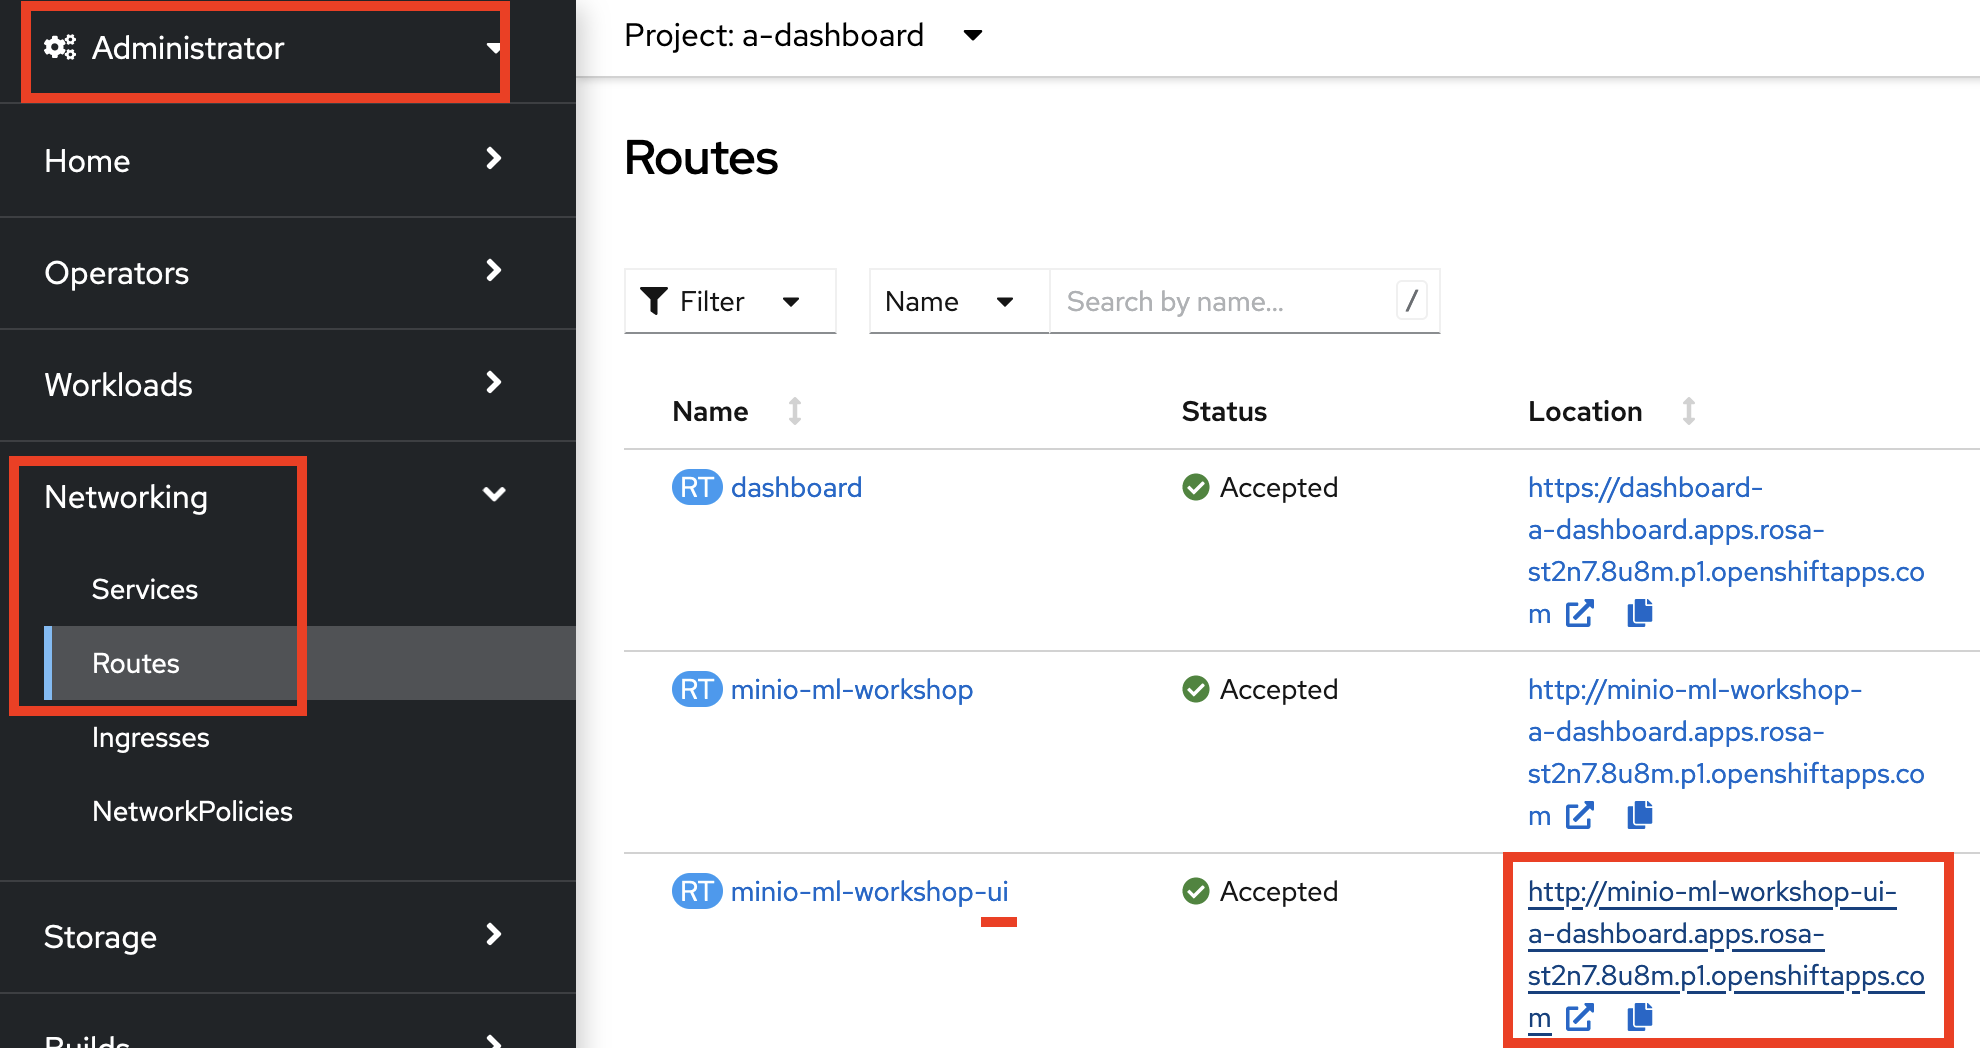 Administrator
Home
Operators
Workloads
Networking
Services
Routes
Ingresses
NetworkPolicies
Storage
Builds
Project: a-dashboard
Routes
Filter
Name
Search by name...
/
Name
Status
Location
RT dashboard
Accepted
https://dashboard-
a-dashboard.apps.rosa-
st2n7.8u8m.p1.openshiftapps.co
m
RT minio-ml-workshop
Accepted
http://minio-ml-workshop-
a-dashboard.apps.rosa-
st2n7.8u8m.p1.openshiftapps.co
m
RT minio-ml-workshop-ui
Accepted
http://minio-ml-workshop-ui-
a-dashboard.apps.rosa-
st2n7.8u8m.p1.openshiftapps.co
m